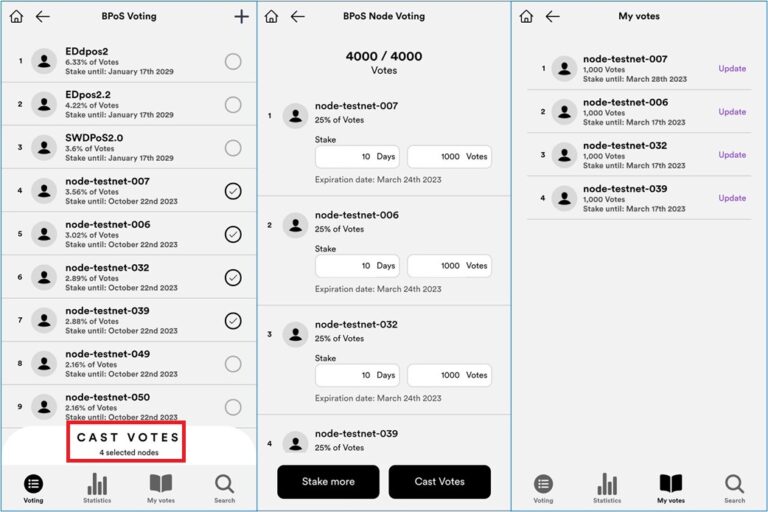 BPoS Voting
1
EDdpos2
6.33% of Votes
Stake until: January 17th 2029
2
EDpos2.2
4.22% of Votes
Stake until: January 17th 2029
3
SWDPoS2.0
3.6% of Votes
Stake until: January 17th 2029
4
node-testnet-007
3.56% of Votes
Stake until: October 22nd 2023
5
node-testnet-006
3.02% of Votes
Stake until: October 22nd 2023
6
node-testnet-032
2.89% of Votes
Stake until: October 22nd 2023
7
node-testnet-039
2.88% of Votes
Stake until: October 22nd 2023
8
node-testnet-049
2.16% of Votes
Stake until: October 22nd 2023
9
node-testnet-050
2.16% of Votes
Stake until: October 22nd 2023
CAST VOTES
4 selected nodes
Voting
Statistics
My votes
Search
BPoS Node Voting
4000 / 4000
Votes
1
node-testnet-007
25% of Votes
Stake
10 Days
1000 Votes
Expiration date: March 24th 2023
2
node-testnet-006
25% of Votes
Stake
10 Days
1000 Votes
Expiration date: March 24th 2023
3
node-testnet-032
25% of Votes
Stake
10 Days
1000 Votes
Expiration date: March 24th 2023
4
node-testnet-039
25% of Votes
Stake more
Cast Votes
My votes
1
node-testnet-007
1,000 Votes
Stake until: March 28th 2023
Update
2
node-testnet-006
1,000 Votes
Stake until: March 17th 2023
Update
3
node-testnet-032
1,000 Votes
Stake until: March 17th 2023
Update
4
node-testnet-039
1,000 Votes
Stake until: March 17th 2023
Update
Voting
Statistics
My votes
Search